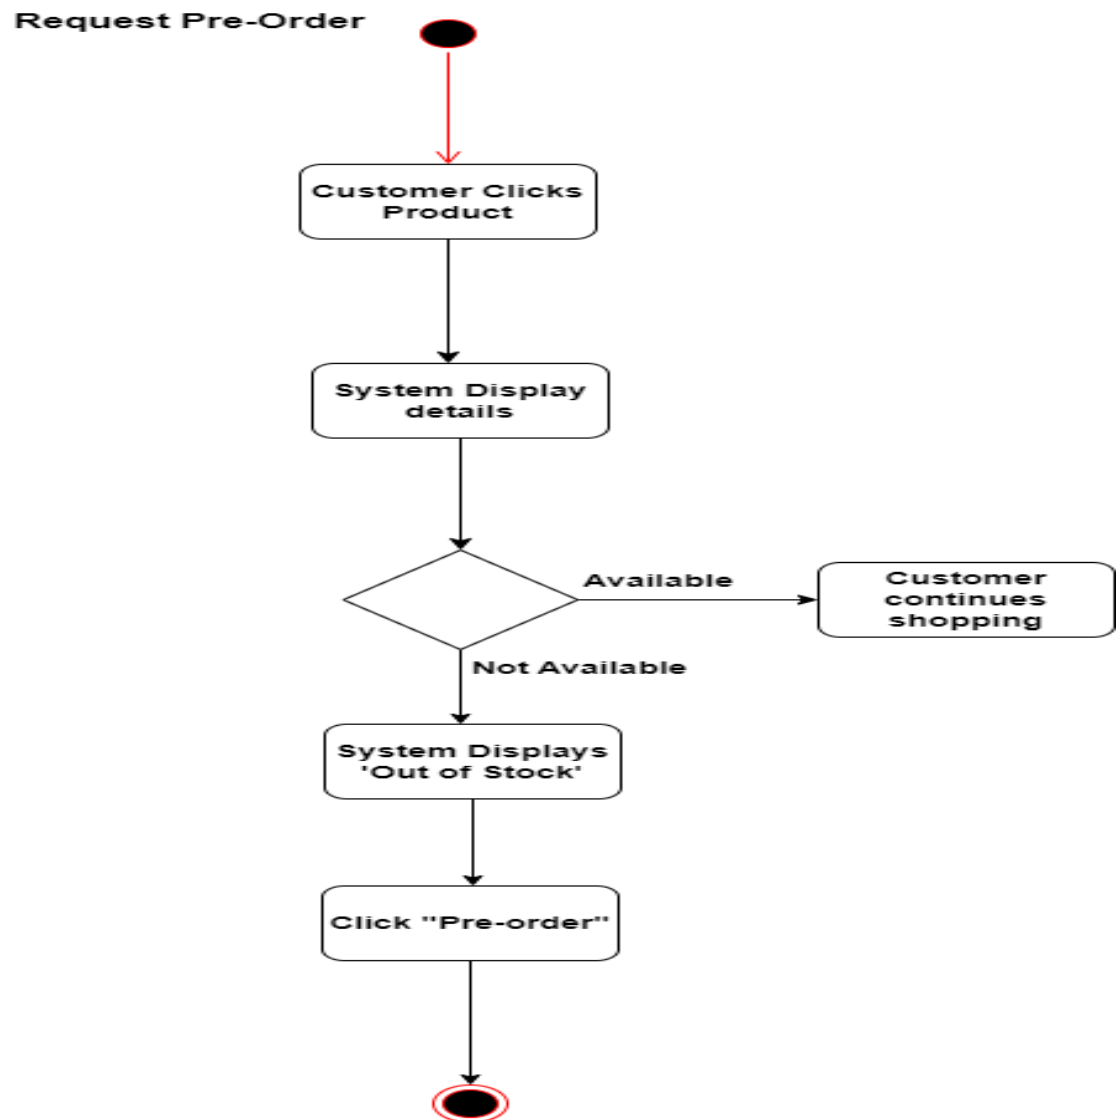 Request Pre-Order
Customer Clicks
Product
System Display
details
Available
Customer
continues
shopping
Not Available
System Displays
'Out of Stock'
Click "Pre-order"